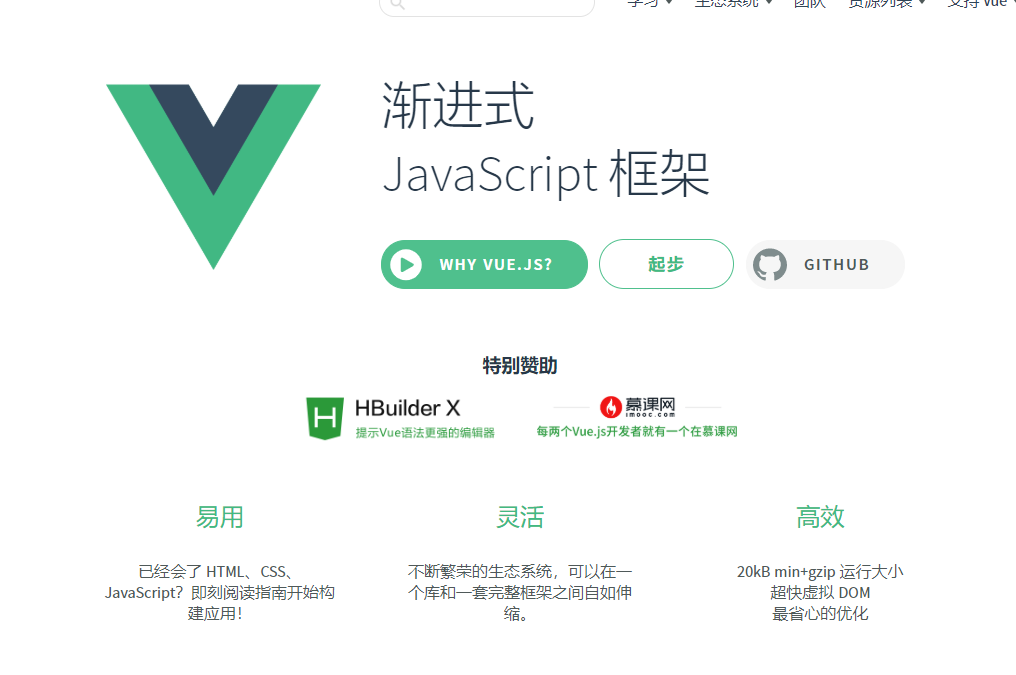 学习 生态系统 团队 资源列表 支持 Vue
渐进式
JavaScript 框架
WHY VUE.JS? 起步 GITHUB
特别赞助
HBuilder X
提示Vue语法更强的编辑器
慕课网
imooc.com
每两个Vue.js开发者就有一个在慕课网
易用
已经会了 HTML、CSS、
JavaScript？即刻阅读指南开始构
建应用！
灵活
不断繁荣的生态系统，可以在一
个库和一套完整框架之间自如伸
缩。
高效
20kB min+gzip 运行大小
超快虚拟 DOM
最省心的优化